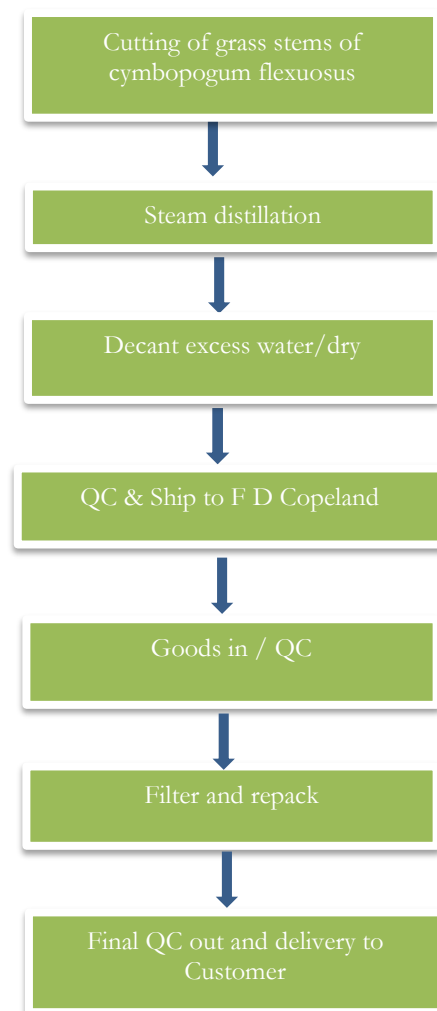 Cutting of grass stems of
cymbopogum flexuosus
Steam distillation
Decant excess water/dry
QC & Ship to F D Copeland
Goods in / QC
Filter and repack
Final QC out and delivery to
Customer